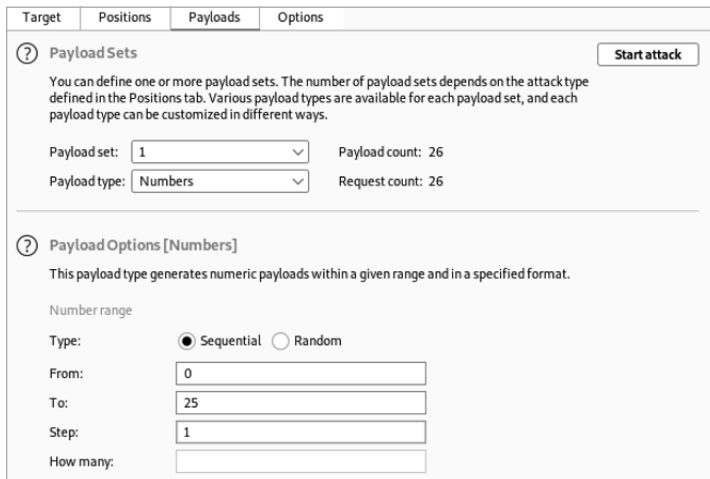 Target Positions Payloads Options
? Payload Sets Start attack
You can define one or more payload sets. The number of payload sets depends on the attack type
defined in the Positions tab. Various payload types are available for each payload set, and each
payload type can be customized in different ways.
Payload set: 1 Payload count: 26
Payload type: Numbers Request count: 26
? Payload Options [Numbers]
This payload type generates numeric payloads within a given range and in a specified format.
Number range
Type: Sequential Random
From: 0
To: 25
Step: 1
How many: